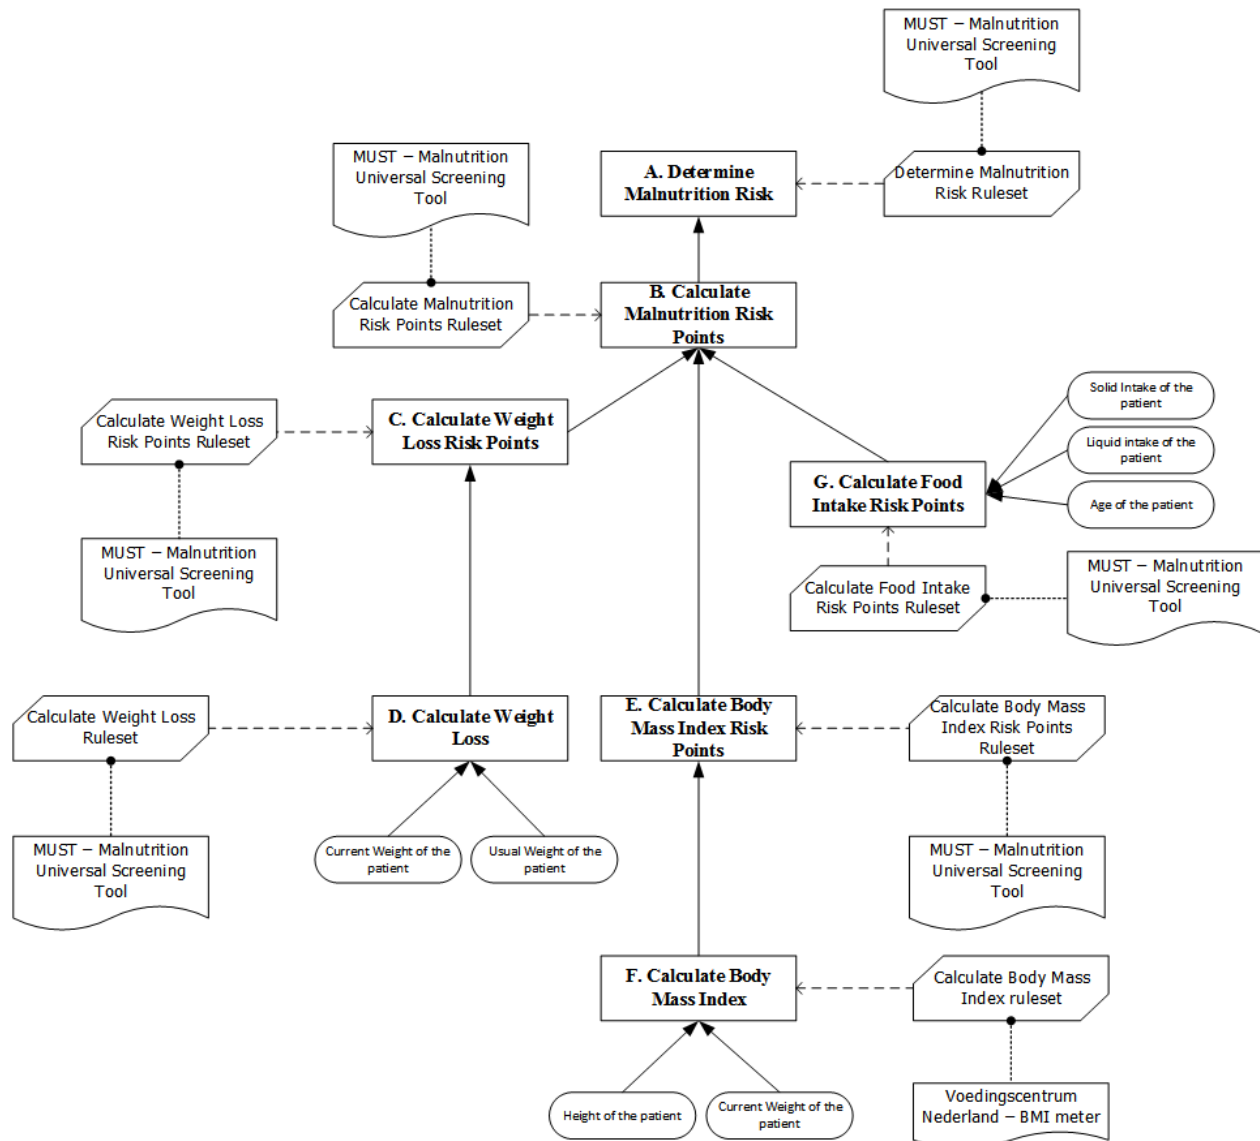 MUST – Malnutrition
Universal Screening
Tool
MUST – Malnutrition
Universal Screening
Tool
A. Determine
Malnutrition Risk
Determine Malnutrition
Risk Ruleset
Calculate Malnutrition
Risk Points Ruleset
B. Calculate
Malnutrition Risk
Points
Calculate Weight Loss
Risk Points Ruleset
C. Calculate Weight
Loss Risk Points
Solid Intake of the
patient
Liquid intake of the
patient
Age of the patient
G. Calculate Food
Intake Risk Points
MUST – Malnutrition
Universal Screening
Tool
Calculate Food Intake
Risk Points Ruleset
MUST – Malnutrition
Universal Screening
Tool
Calculate Weight Loss
Ruleset
D. Calculate Weight
Loss
E. Calculate Body
Mass Index Risk
Points
Calculate Body Mass
Index Risk Points
Ruleset
MUST – Malnutrition
Universal Screening
Tool
Current Weight of the
patient
Usual Weight of the
patient
MUST – Malnutrition
Universal Screening
Tool
F. Calculate Body
Mass Index
Calculate Body Mass
Index ruleset
Height of the patient
Current Weight of the
patient
Voedingscentrum
Nederland – BMI meter